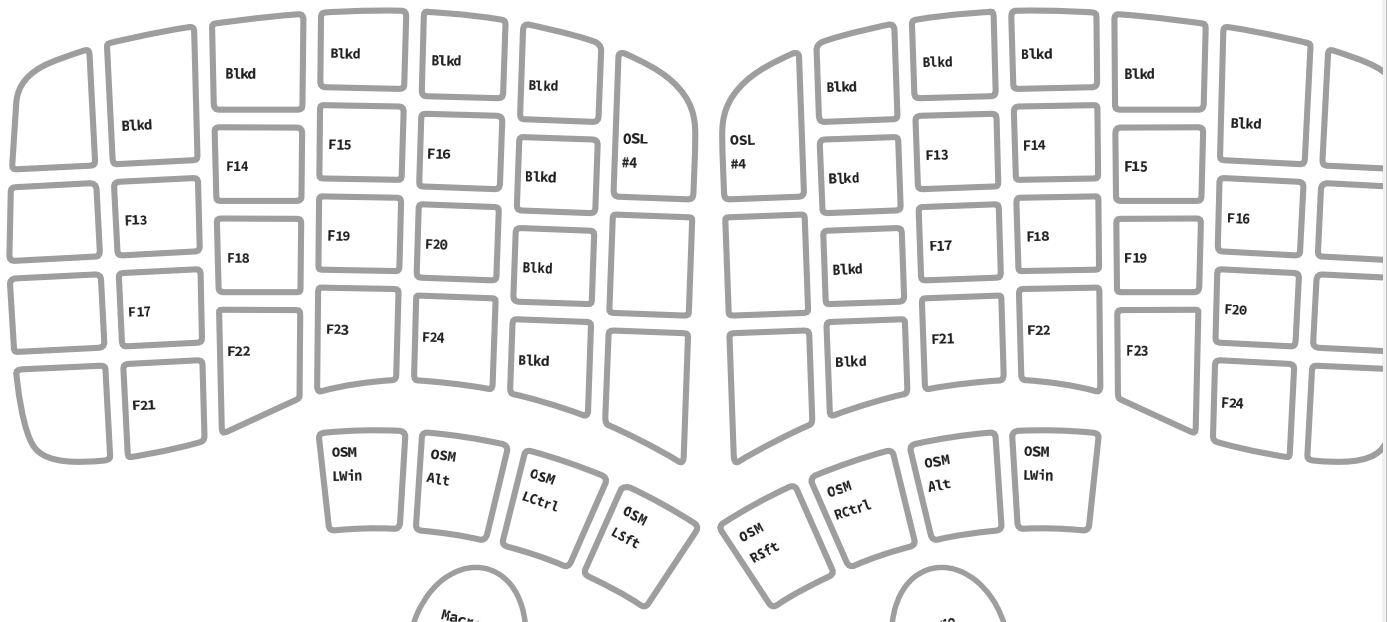 Blkd
Blkd
Blkd
Blkd
Blkd
OSL
#4
F13
F14
F15
F16
Blkd
F17
F18
F19
F20
Blkd
F21
F22
F23
F24
Blkd
OSM
LWin
OSM
Alt
OSM
LCtrl
OSM
LSft
OSL
#4
Blkd
Blkd
Blkd
Blkd
Blkd
Blkd
F13
F14
F15
F16
Blkd
F17
F18
F19
F20
Blkd
F21
F22
F23
F24
OSM
RSft
OSM
RCtrl
OSM
Alt
OSM
LWin